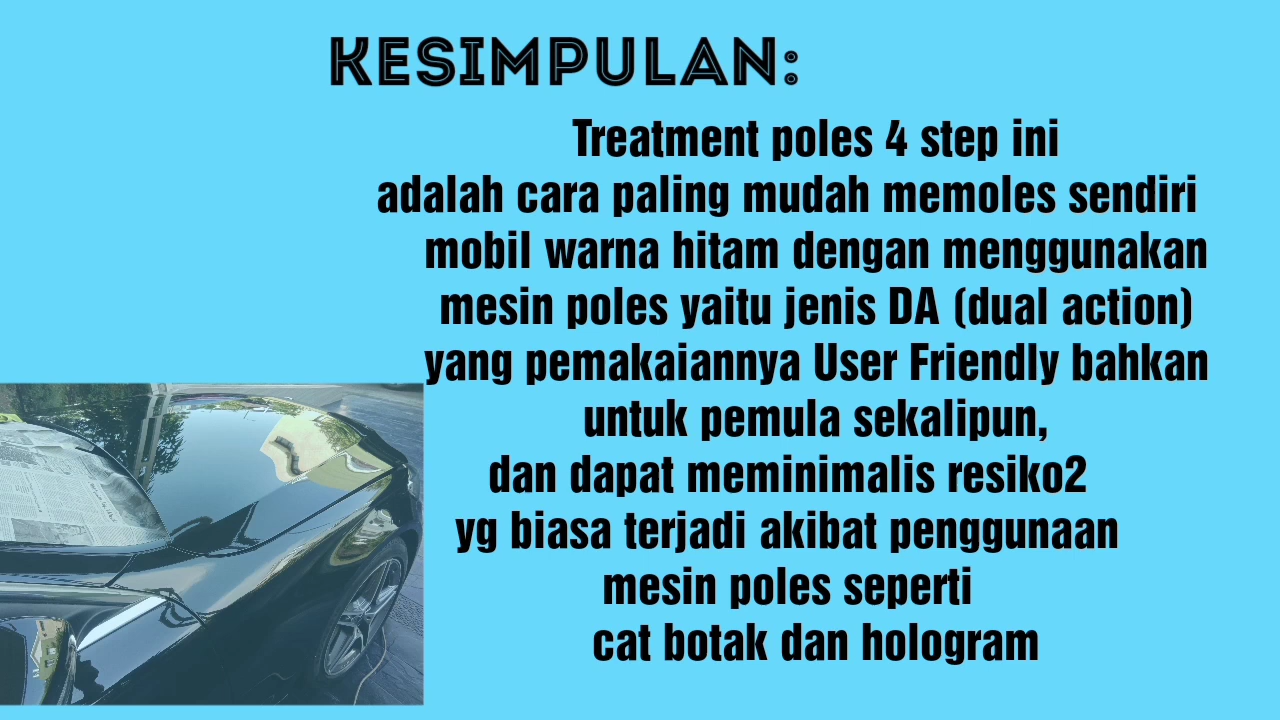 KESIMPULAN:
Treatment poles 4 step ini
adalah cara paling mudah memoles sendiri
mobil warna hitam dengan menggunakan
mesin poles yaitu jenis DA (dual action)
yang pemakaiannya User Friendly bahkan
untuk pemula sekalipun,
dan dapat meminimalis resiko2
yg biasa terjadi akibat penggunaan
mesin poles seperti
cat botak dan hologram